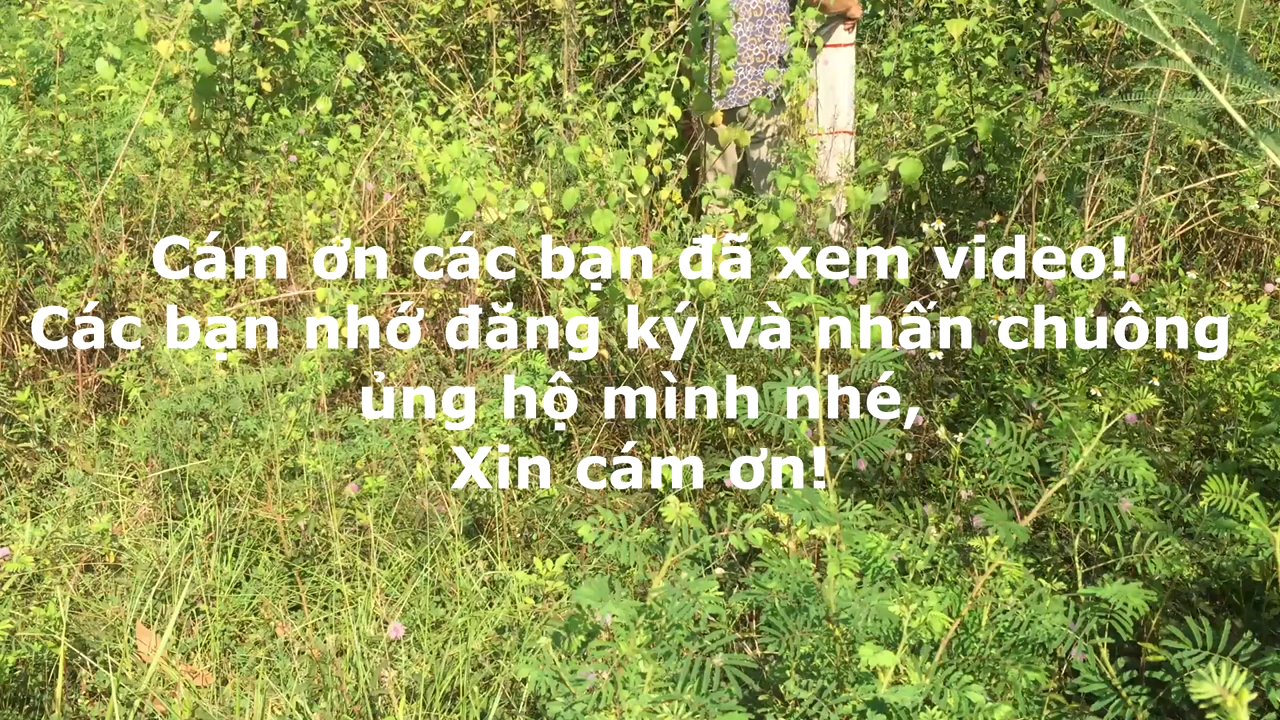 Cám ơn các bạn đã xem video!
Các bạn nhớ đăng ký và nhấn chuông
ủng hộ mình nhé,
Xin cám ơn!